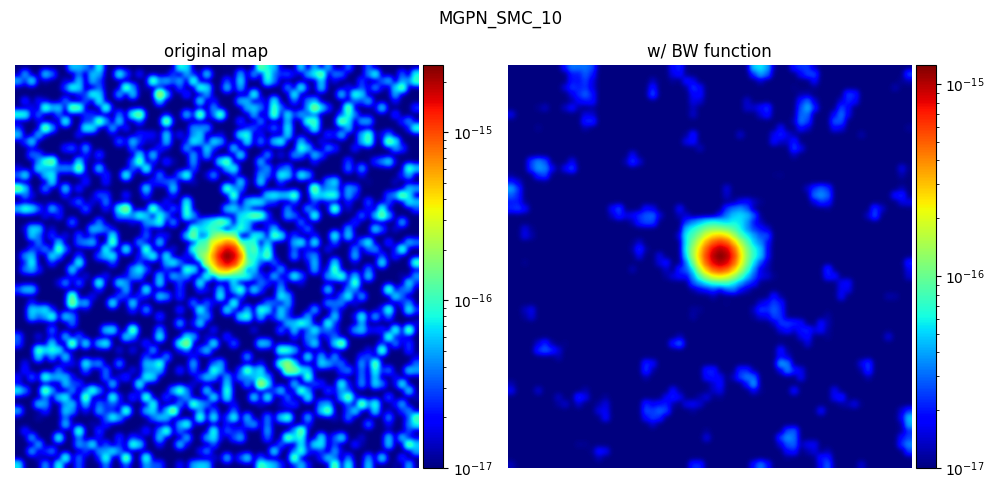 MGPN_SMC_10
original map
w/ BW function
10⁻¹⁵
10⁻¹⁶
10⁻¹⁷
10⁻¹⁵
10⁻¹⁶
10⁻¹⁷